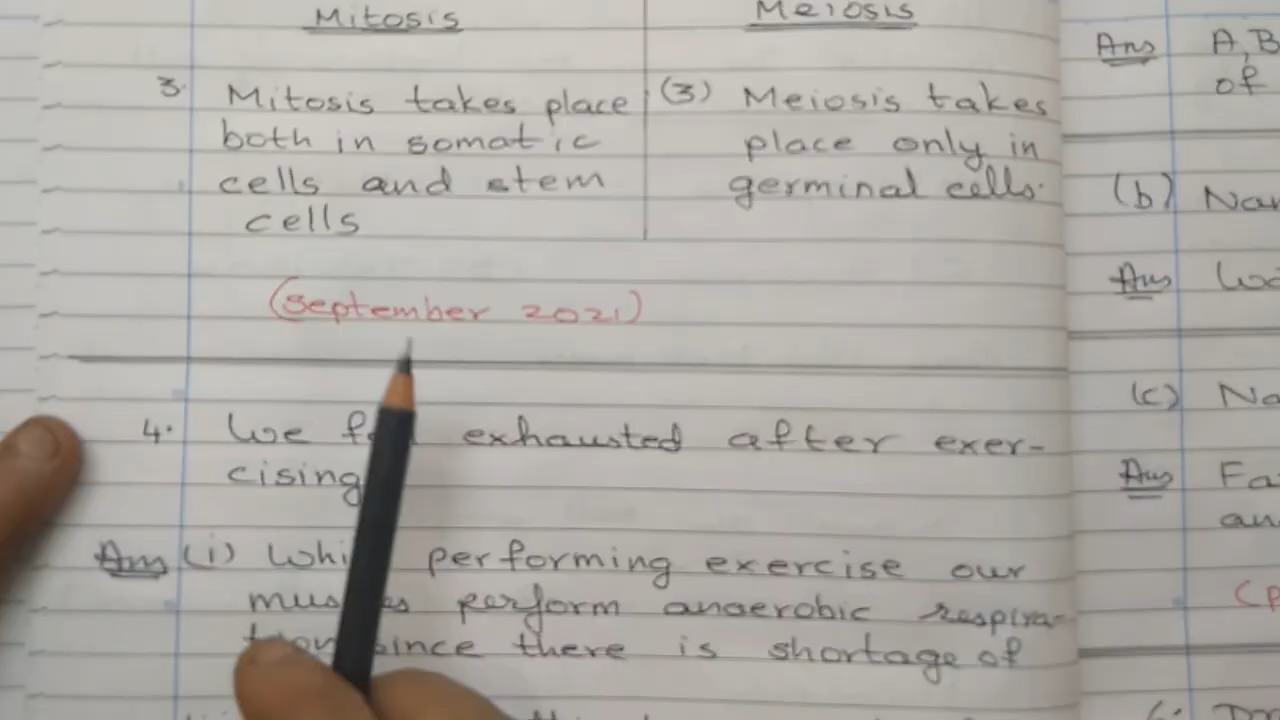 Mitosis
Meiosis
3. Mitosis takes place
both in somatic
cells and stem
cells
(3) Meiosis takes
place only in
germinal cells.
(September 2021)
4. We exhausted after exer-
cising
Ans (i) performing exercise our
perform anaerobic respira-
since there is shortage of
Ans A, B
of
(b)
Ans
(c)
Ans